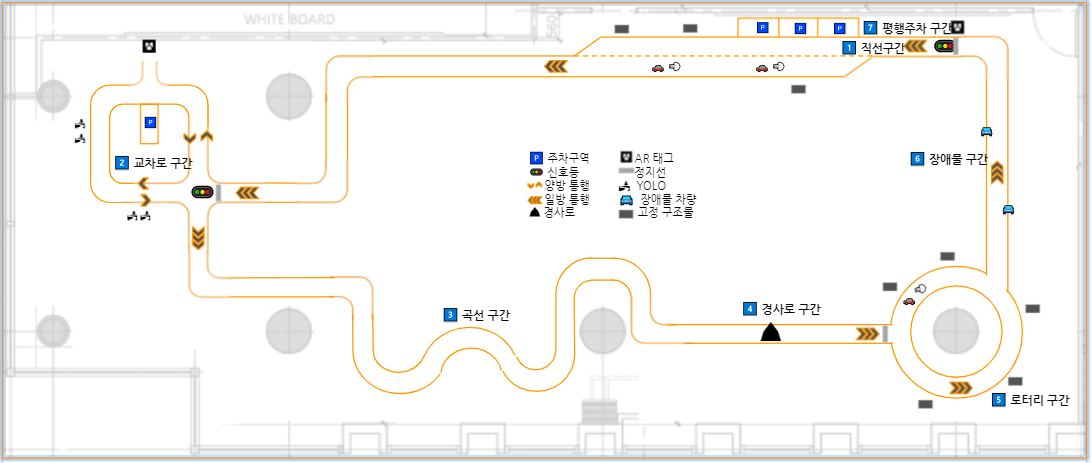 WHITE BOARD
560
P
P
P
7 평행주차 구간
1 직선구간
P
2 교차로 구간
6 장애물 구간
P 주차구역
AR 태그
신호등
정지선
양방 통행
YOLO
일방 통행
장애물 차량
경사로
고정 구조물
3 곡선 구간
4 경사로 구간
5 로터리 구간